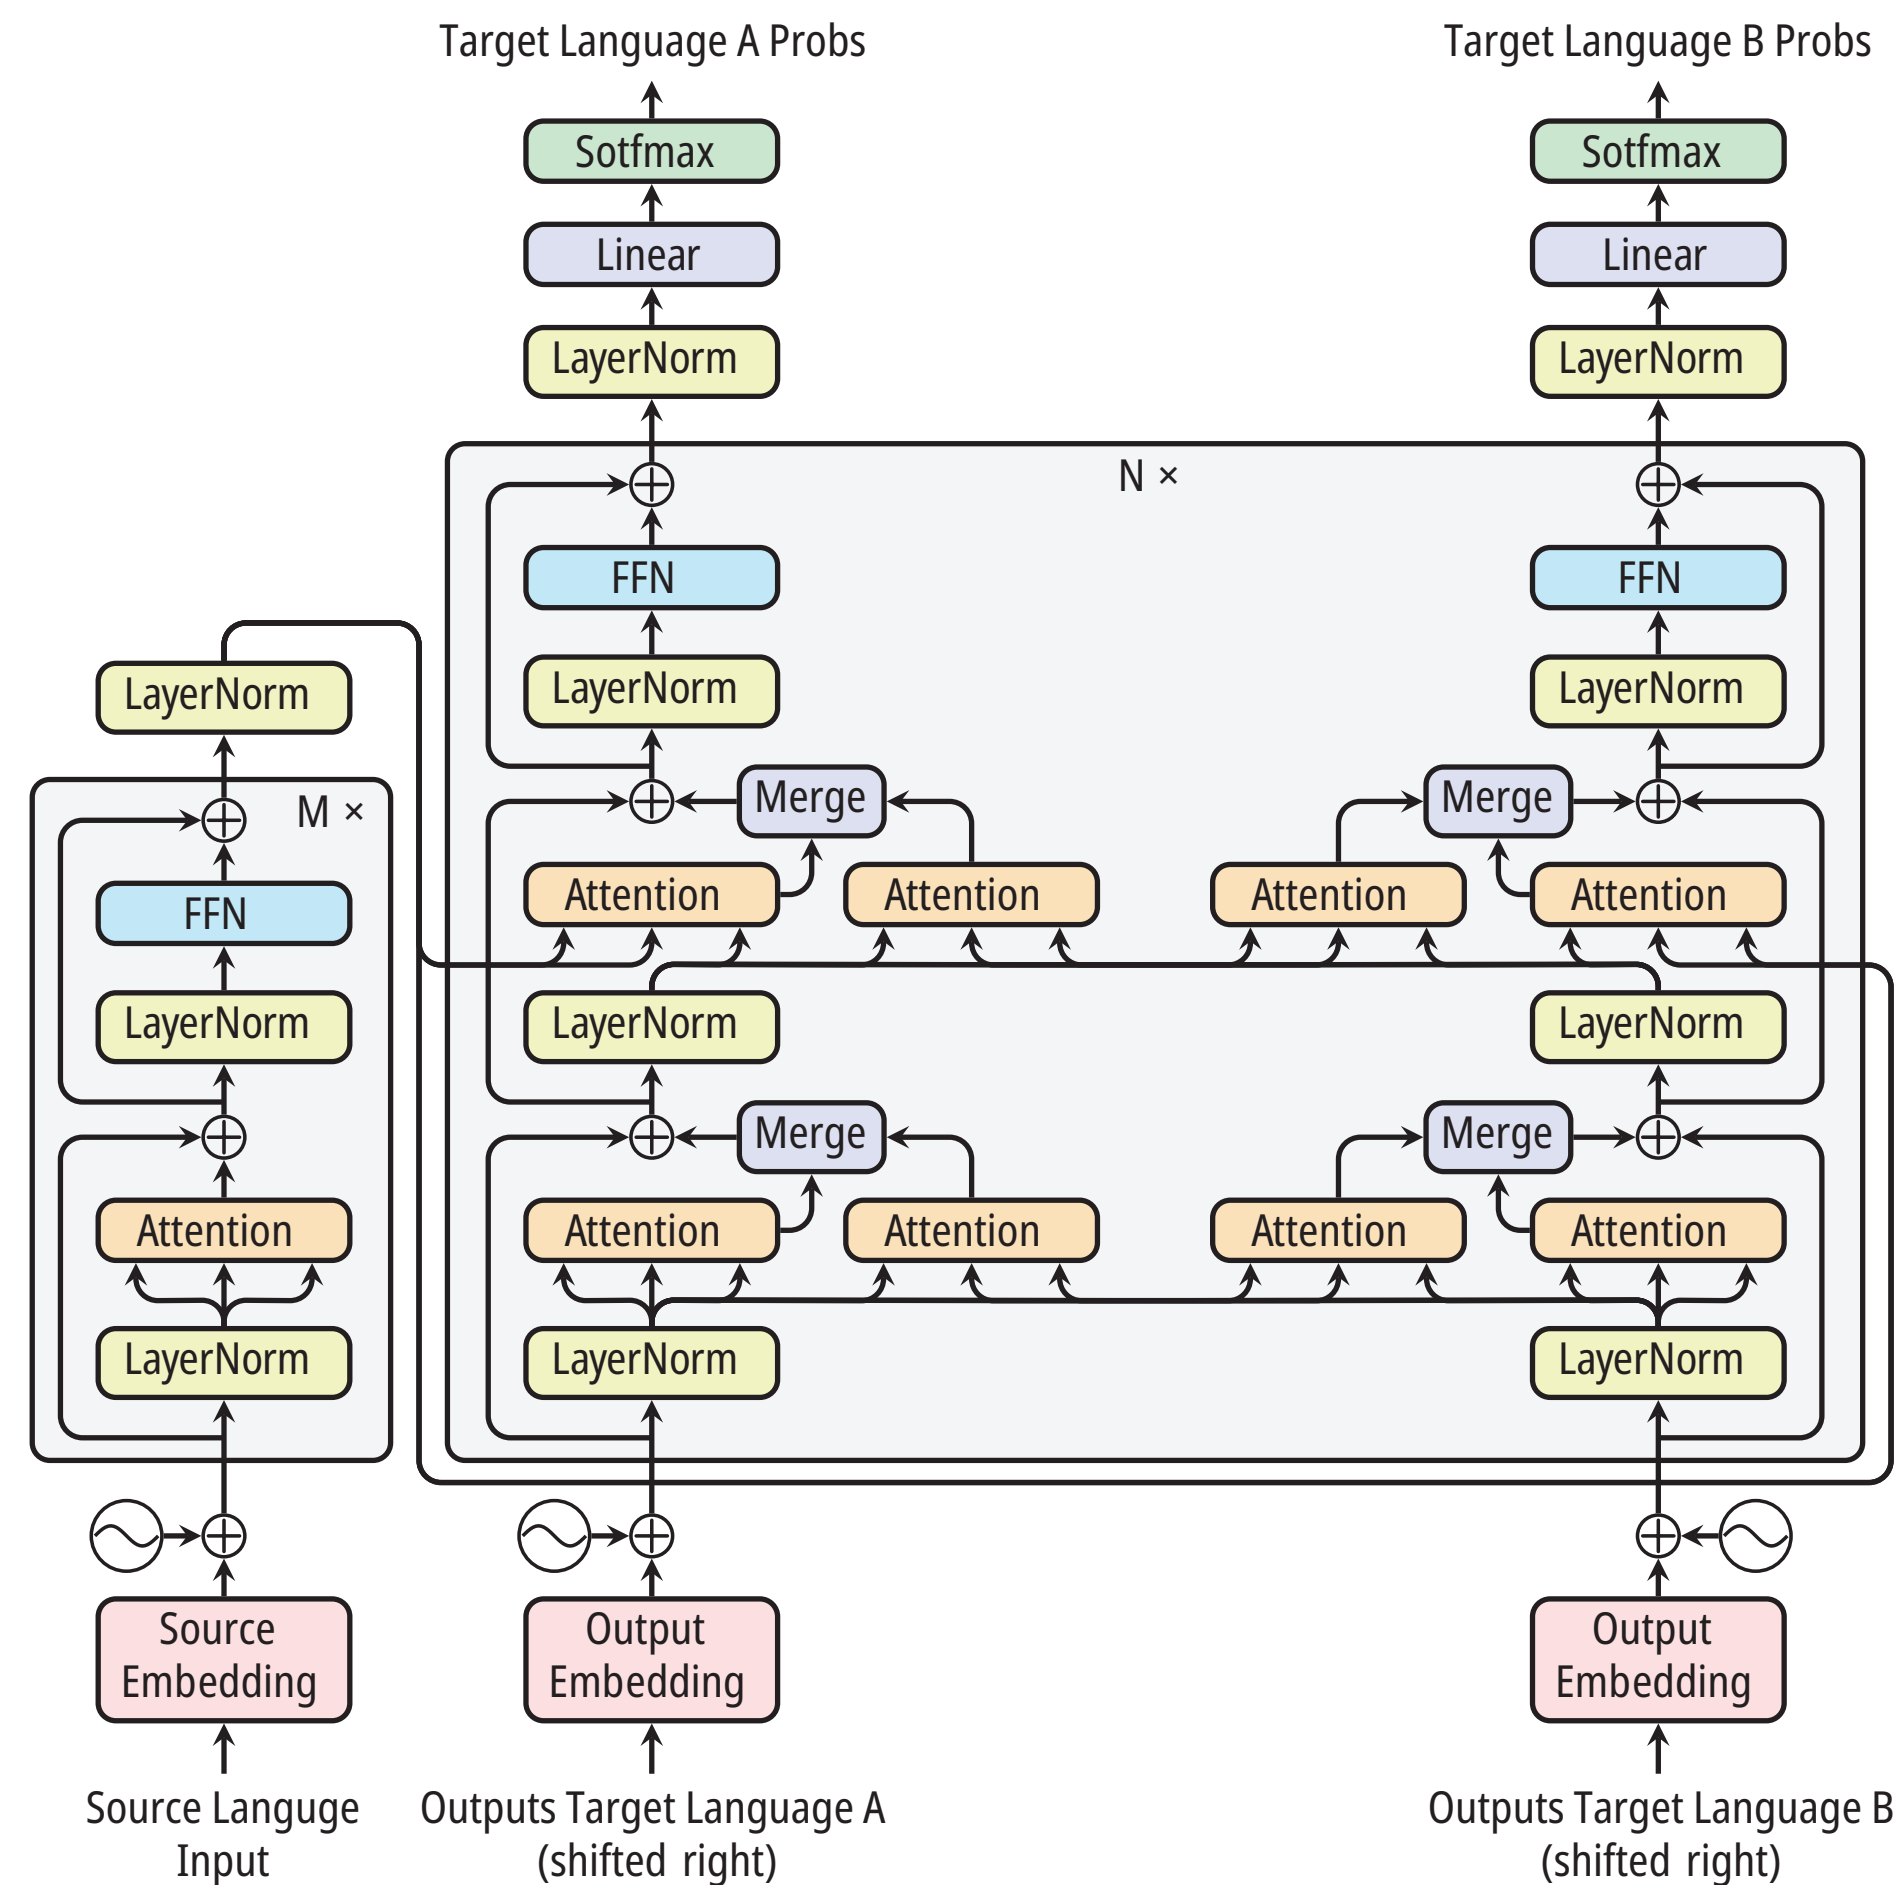 Target Language A Probs
Target Language B Probs
Sotfmax
Sotfmax
Linear
Linear
LayerNorm
LayerNorm
N ×
FFN
FFN
LayerNorm
LayerNorm
LayerNorm
M ×
Merge
Merge
Attention
Attention
Attention
Attention
FFN
LayerNorm
LayerNorm
LayerNorm
Merge
Merge
Attention
Attention
Attention
Attention
Attention
LayerNorm
LayerNorm
LayerNorm
Source
Embedding
Output
Embedding
Output
Embedding
Source Languge
Input
Outputs Target Language A
(shifted right)
Outputs Target Language B
(shifted right)